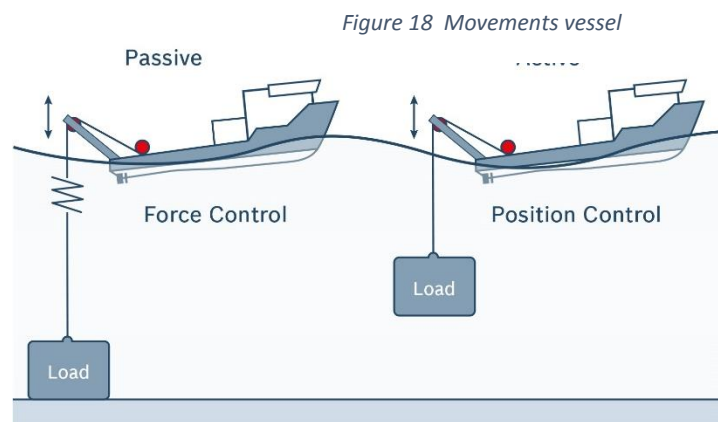 Figure 18 Movements vessel
Passive
Force Control
Position Control
Load
Load